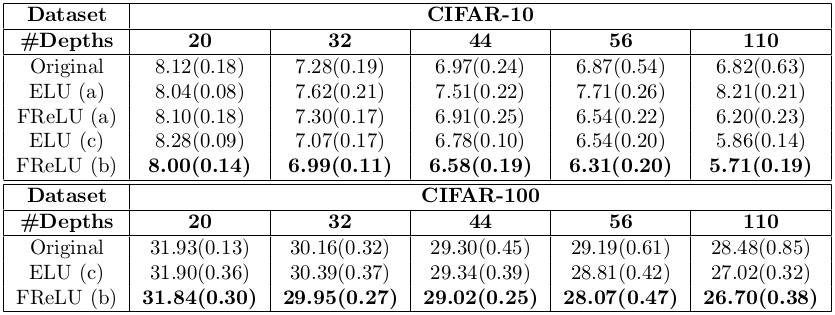 Dataset CIFAR-10
#Depths 20 32 44 56 110
Original 8.12(0.18) 7.28(0.19) 6.97(0.24) 6.87(0.54) 6.82(0.63)
ELU (a) 8.04(0.08) 7.62(0.21) 7.51(0.22) 7.71(0.26) 8.21(0.21)
FReLU (a) 8.10(0.18) 7.30(0.17) 6.91(0.25) 6.54(0.22) 6.20(0.23)
ELU (c) 8.28(0.09) 7.07(0.17) 6.78(0.10) 6.54(0.20) 5.86(0.14)
FReLU (b) 8.00(0.14) 6.99(0.11) 6.58(0.19) 6.31(0.20) 5.71(0.19)
Dataset CIFAR-100
#Depths 20 32 44 56 110
Original 31.93(0.13) 30.16(0.32) 29.30(0.45) 29.19(0.61) 28.48(0.85)
ELU (c) 31.90(0.36) 30.39(0.37) 29.34(0.39) 28.81(0.42) 27.02(0.32)
FReLU (b) 31.84(0.30) 29.95(0.27) 29.02(0.25) 28.07(0.47) 26.70(0.38)